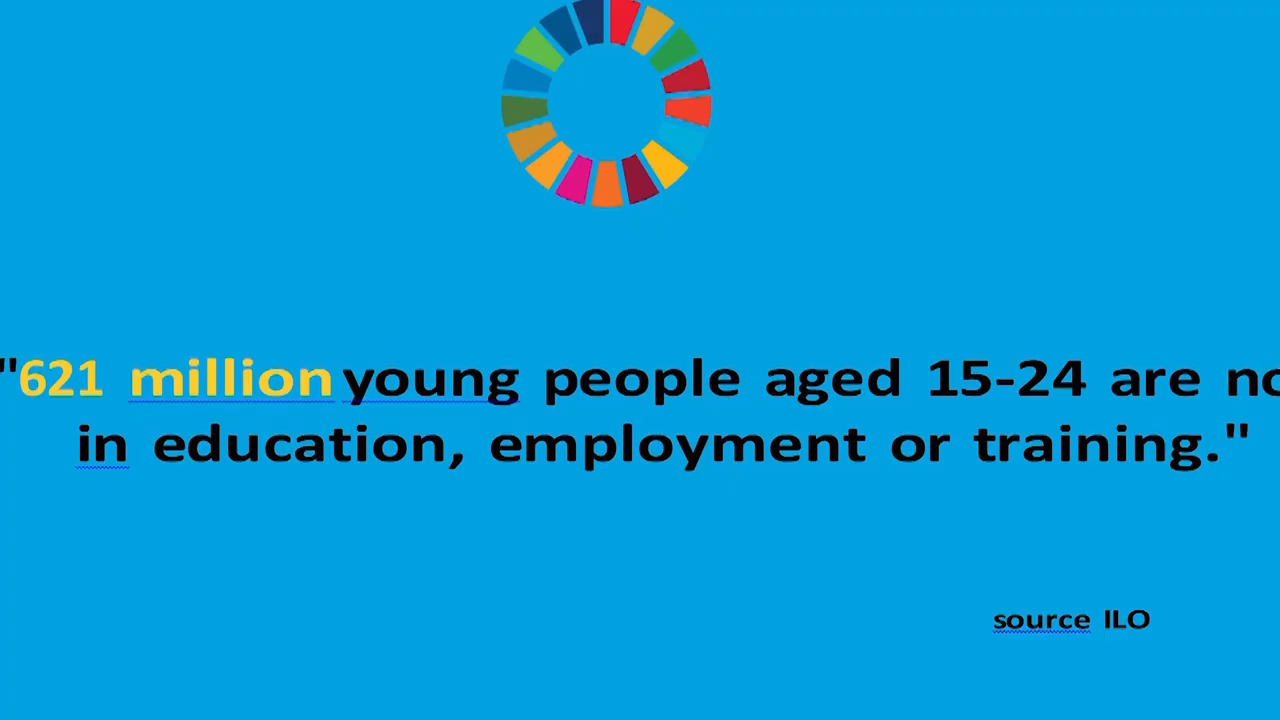 "621 million young people aged 15-24 are no
in education, employment or training."
source ILO